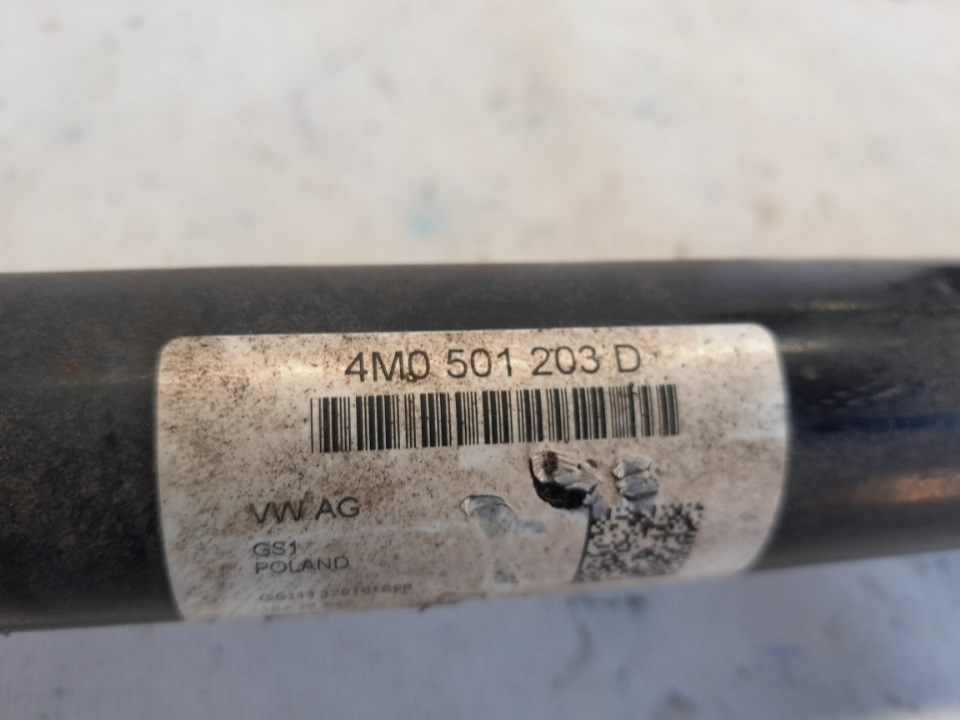 4M0 501 203 D
VW AG
GS1
POLAND